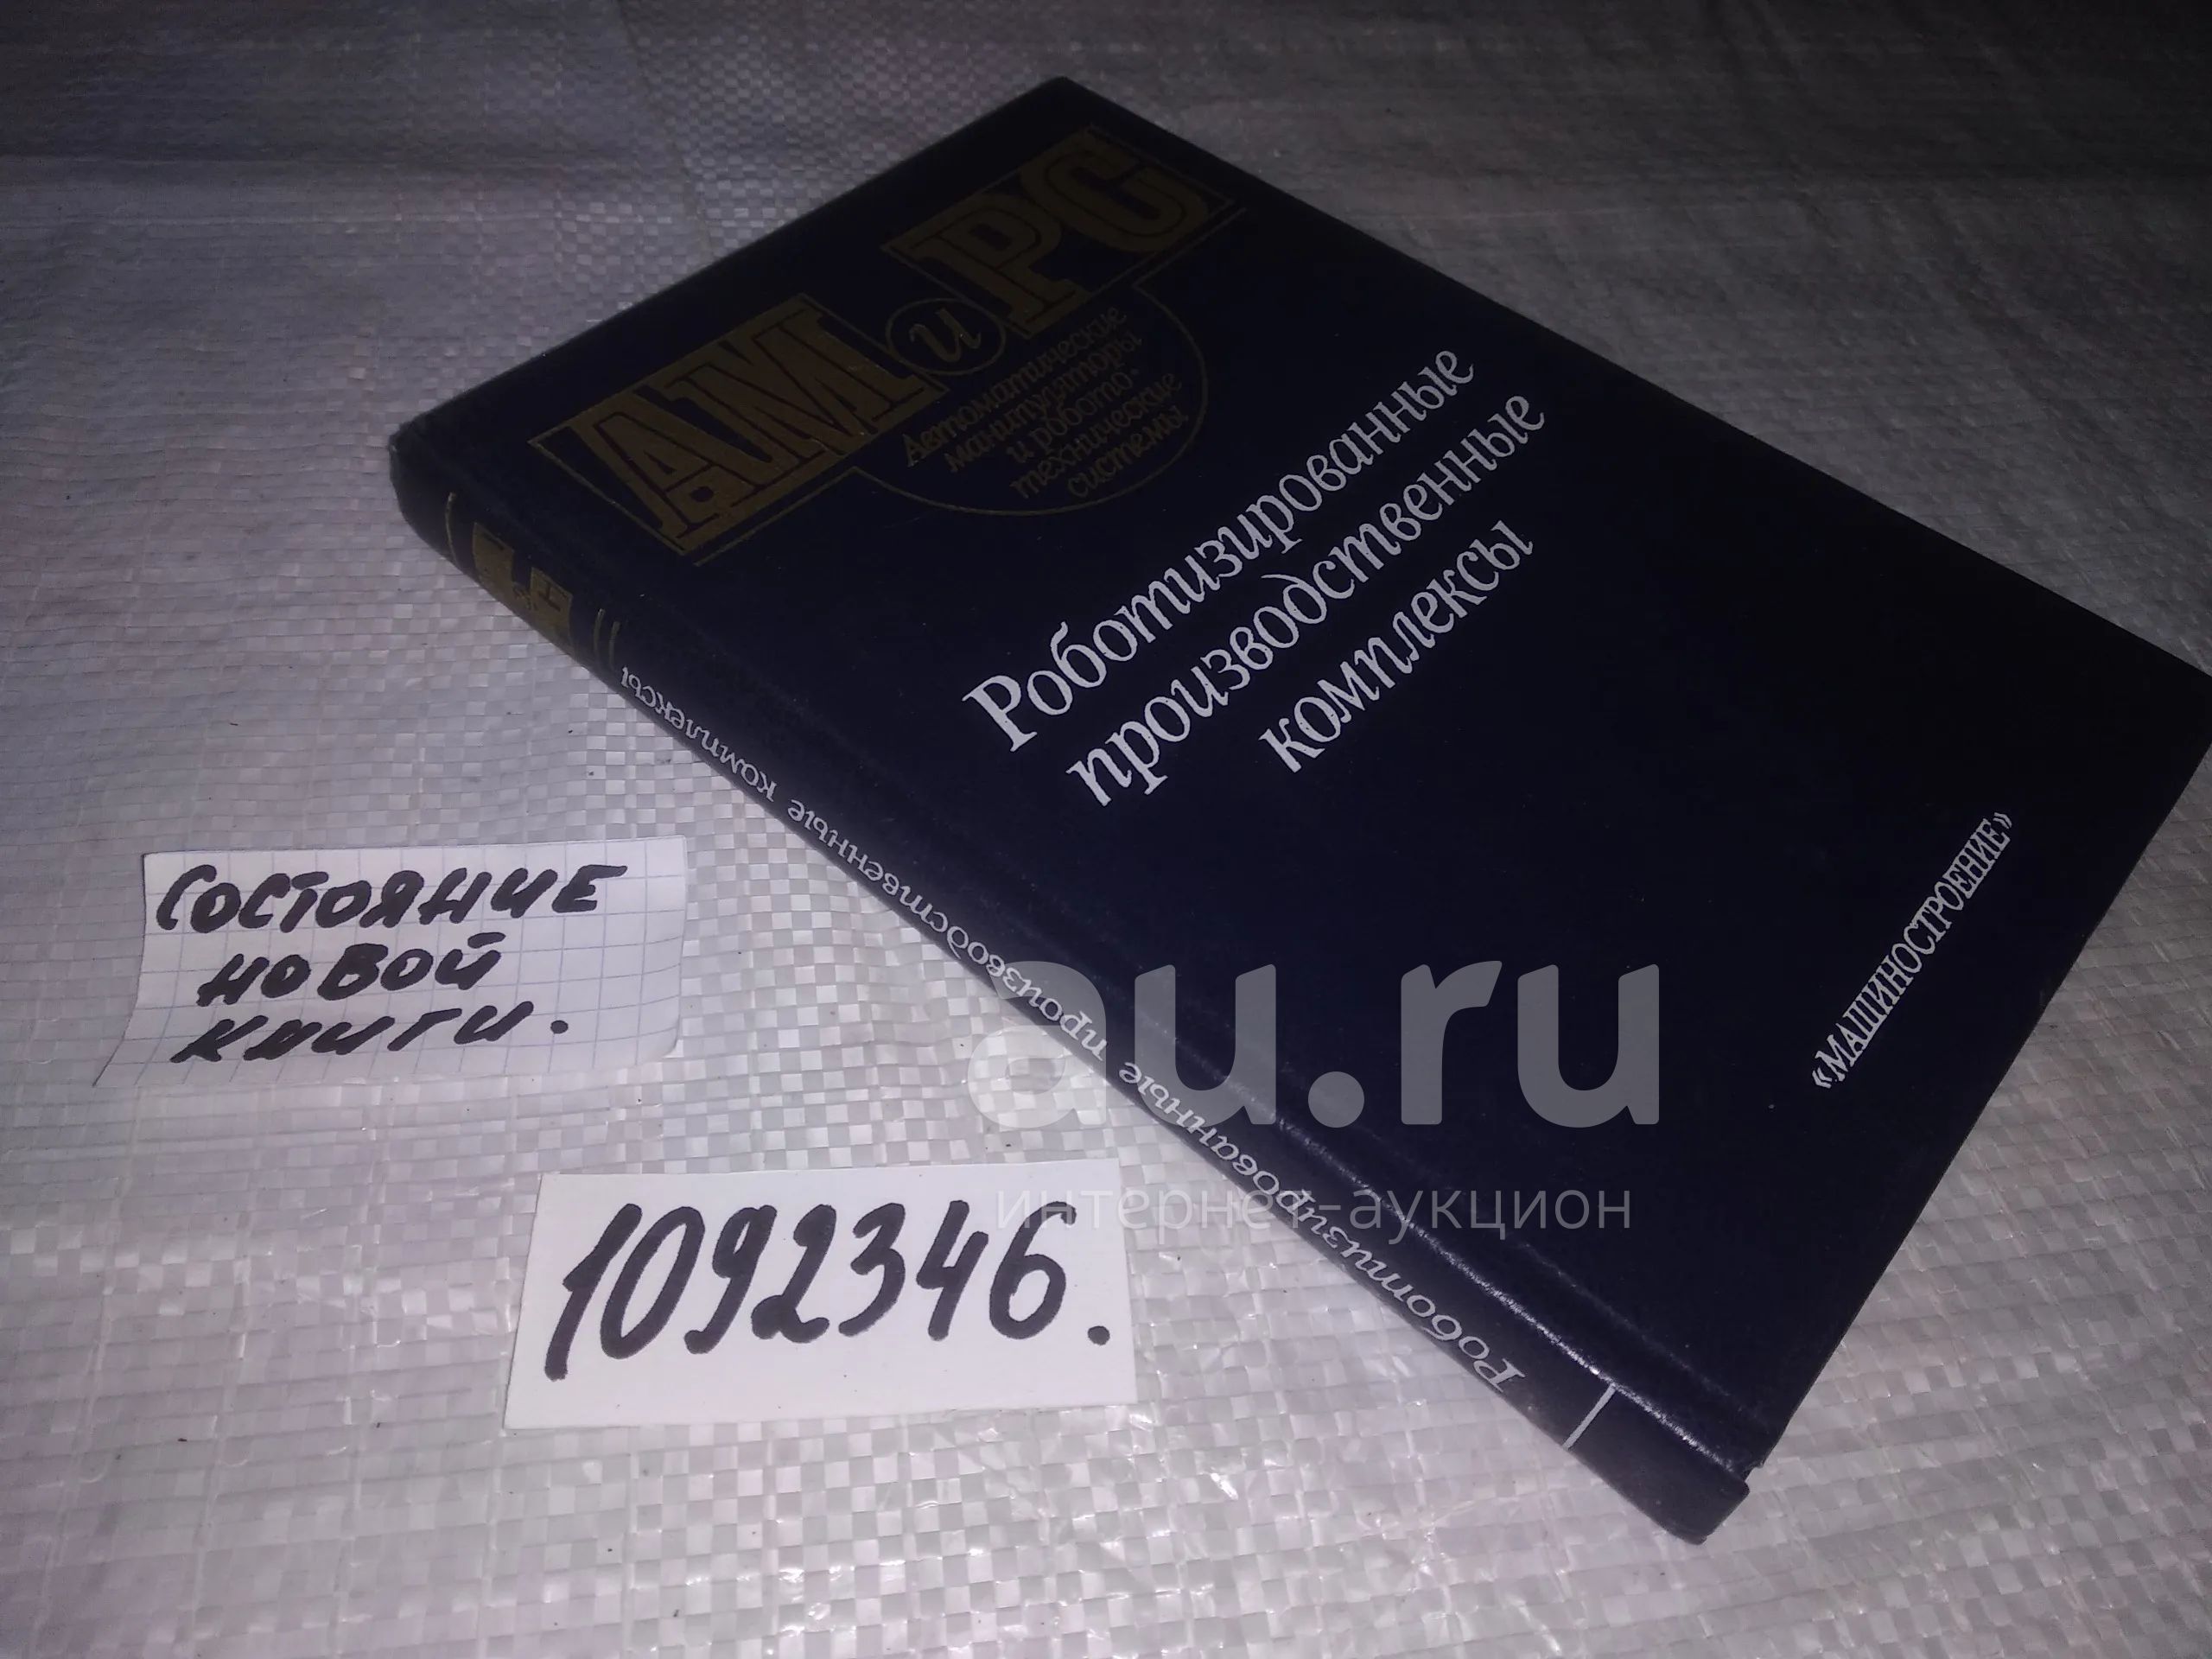 АМ и РС
Автоматические
манипуляторы
и робото-
технические
системы
Роботизированные
производственные
комплексы
«МАШИНОСТРОЕНИЕ»
Роботизированные производственные комплексы
СОСТОЯНИЕ
НОВОЙ
КНИГИ.
1092346.
au.ru
интернет-аукцион